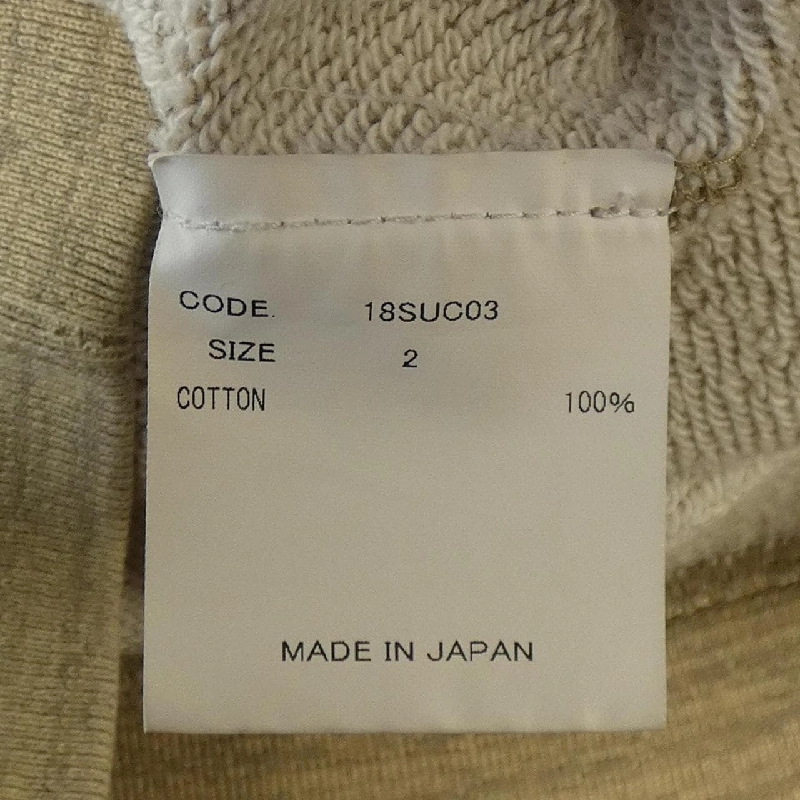 CODE. 18SUC03
SIZE 2
COTTON 100%
MADE IN JAPAN